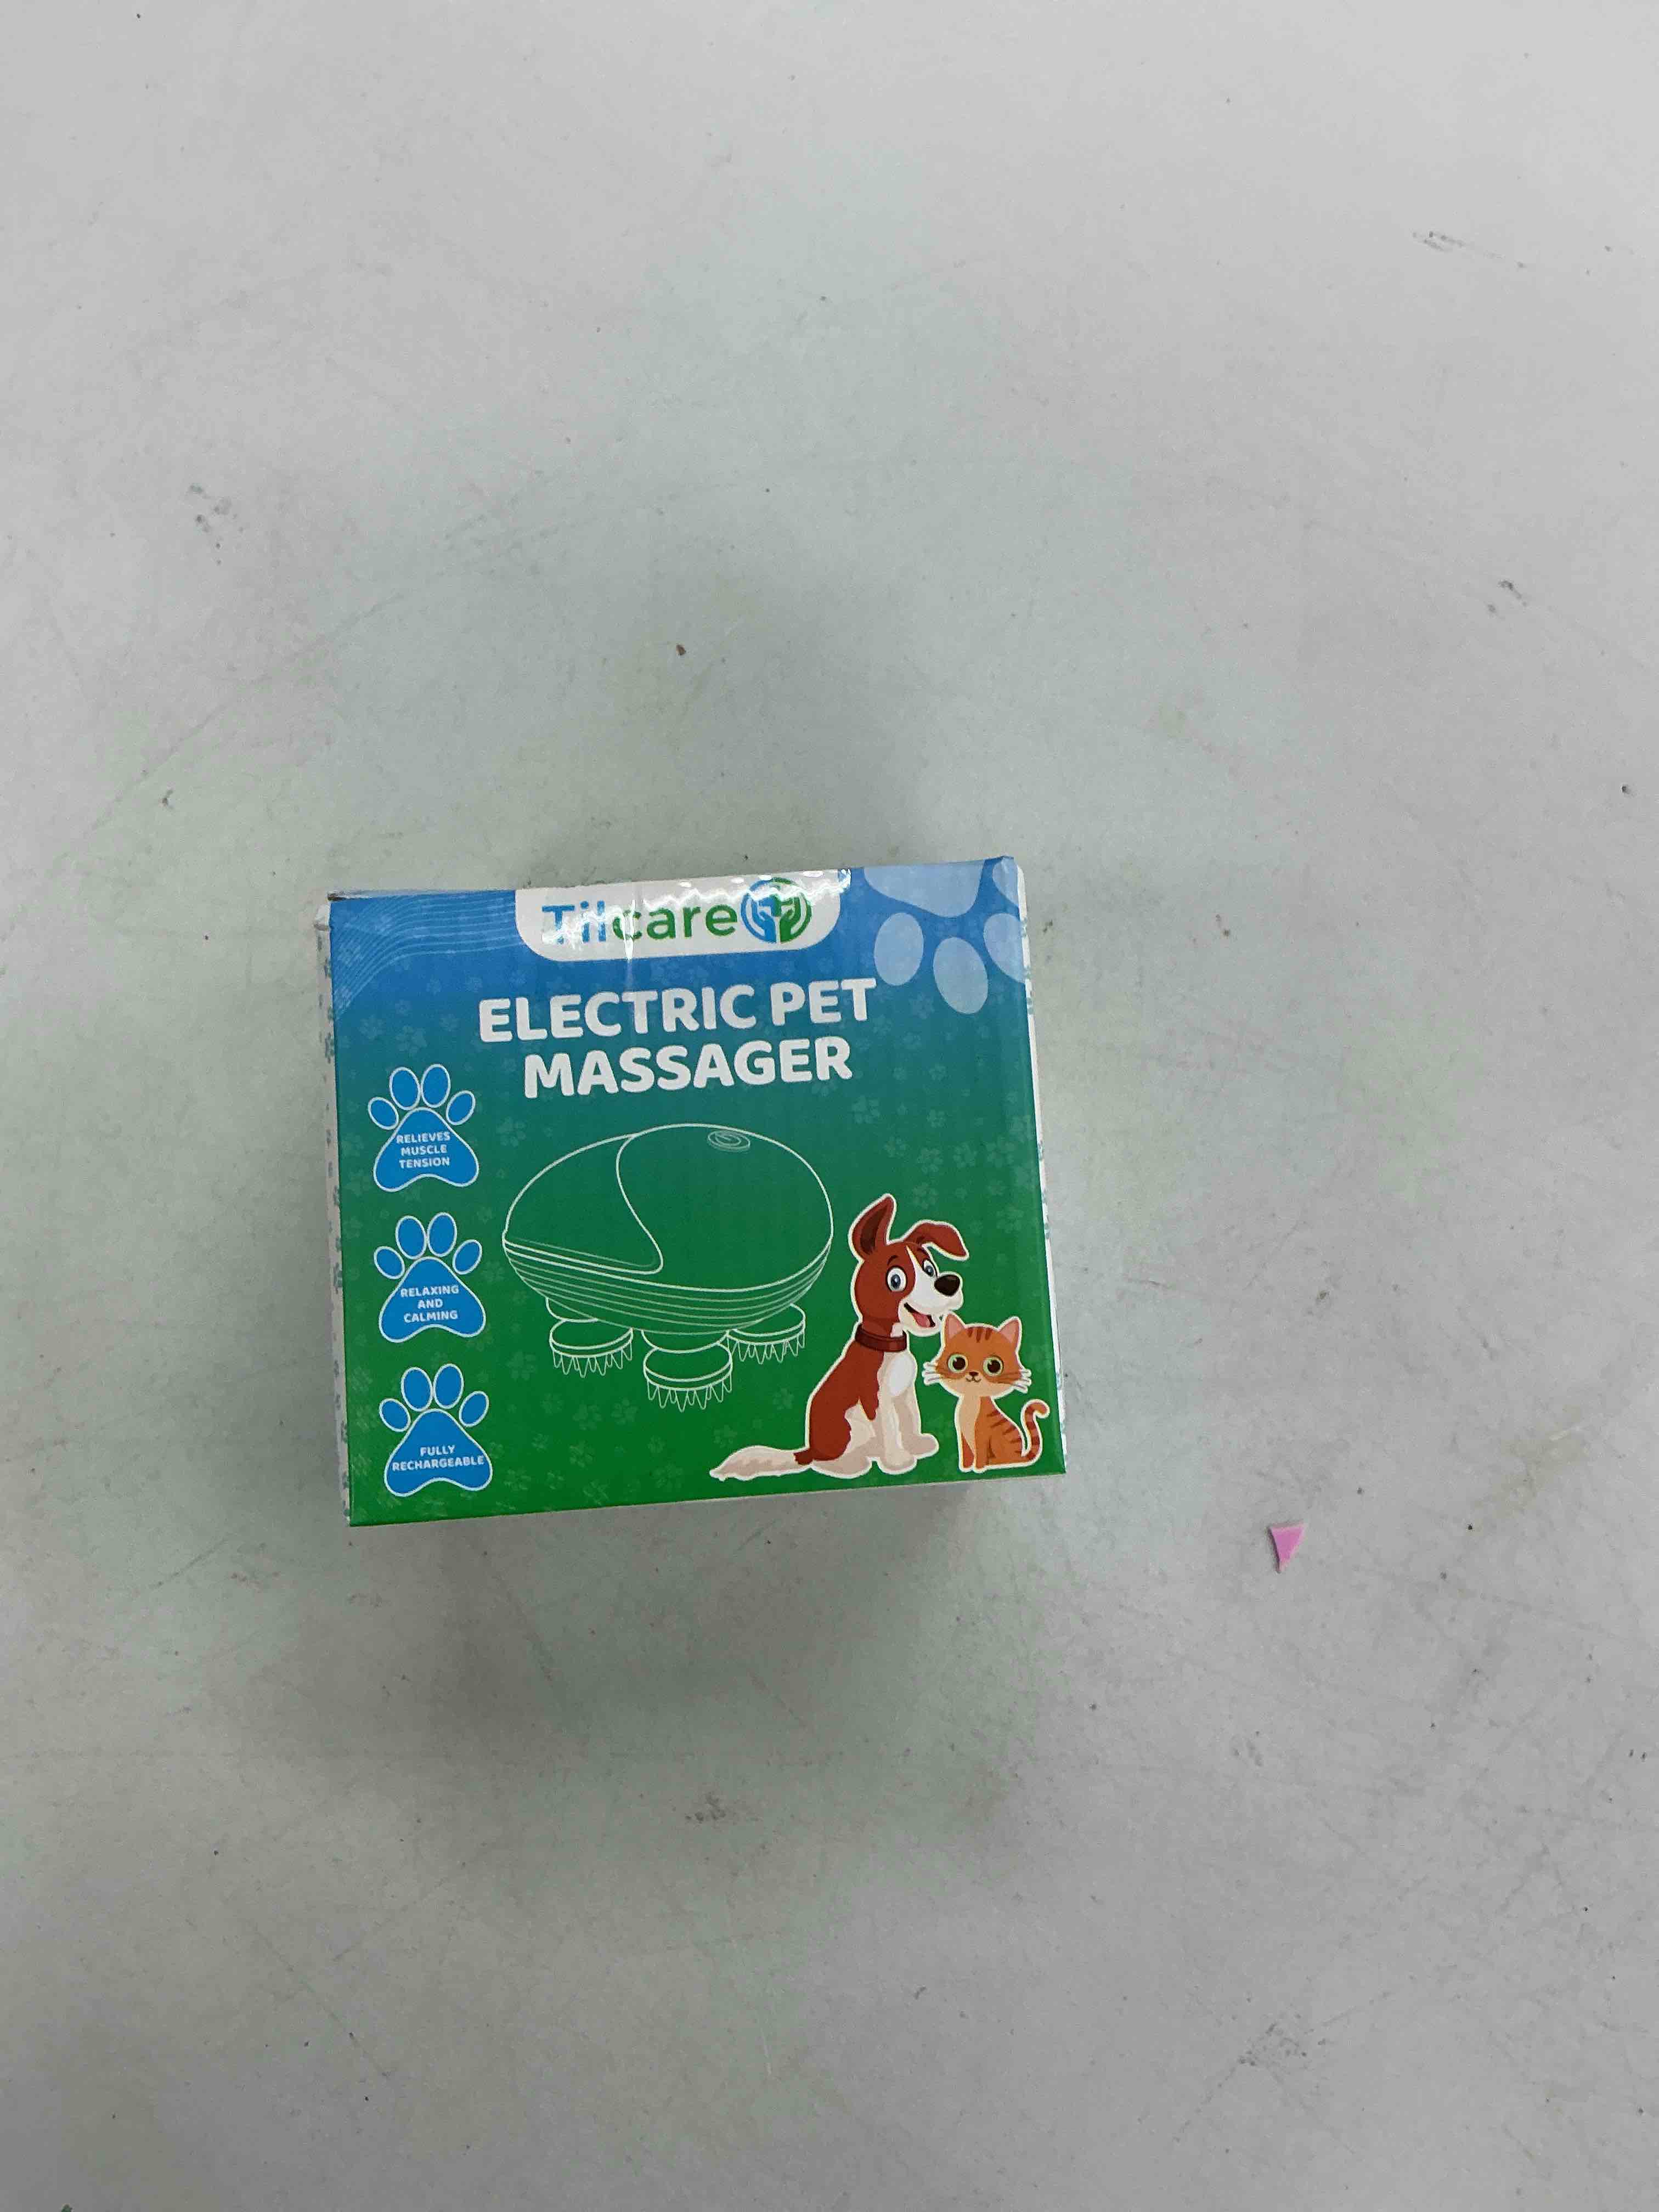 Tilcare
ELECTRIC PET
MASSAGER
RELIEVES
MUSCLE
TENSION
RELAXING
AND
CALMING
FULLY
RECHARGEABLE